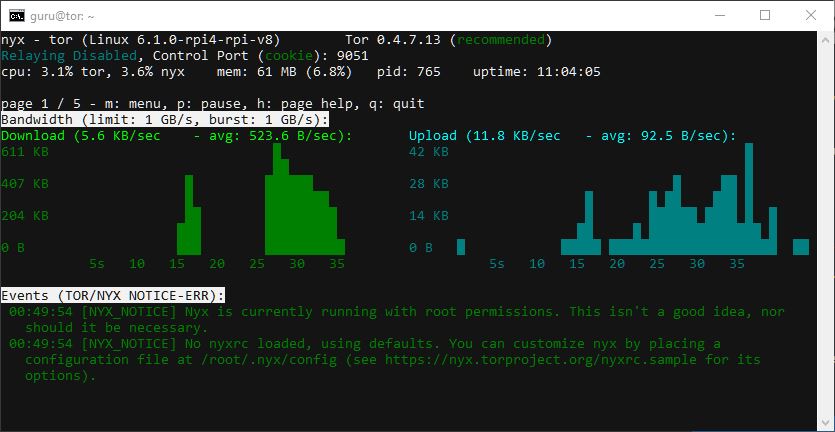 guru@tor: ~
nyx - tor (Linux 6.1.0-rpi4-rpi-v8) Tor 0.4.7.13 (recommended)
Relaying Disabled, Control Port (cookie): 9051
cpu: 3.1% tor, 3.6% nyx mem: 61 MB (6.8%) pid: 765 uptime: 11:04:05
page 1 / 5 - m: menu, p: pause, h: page help, q: quit
Bandwidth (limit: 1 GB/s, burst: 1 GB/s):
Download (5.6 KB/sec - avg: 523.6 B/sec): Upload (11.8 KB/sec - avg: 92.5 B/sec):
611 KB 42 KB
407 KB 28 KB
204 KB 14 KB
0 B 0 B
5s 10 15 20 25 30 35 5s 10 15 20 25 30 35
Events (TOR/NYX NOTICE-ERR):
00:49:54 [NYX_NOTICE] Nyx is currently running with root permissions. This isn't a good idea, nor
should it be necessary.
00:49:54 [NYX_NOTICE] No nyxrc loaded, using defaults. You can customize nyx by placing a
configuration file at /root/.nyx/config (see https://nyx.torproject.org/nyxrc.sample for its
options).